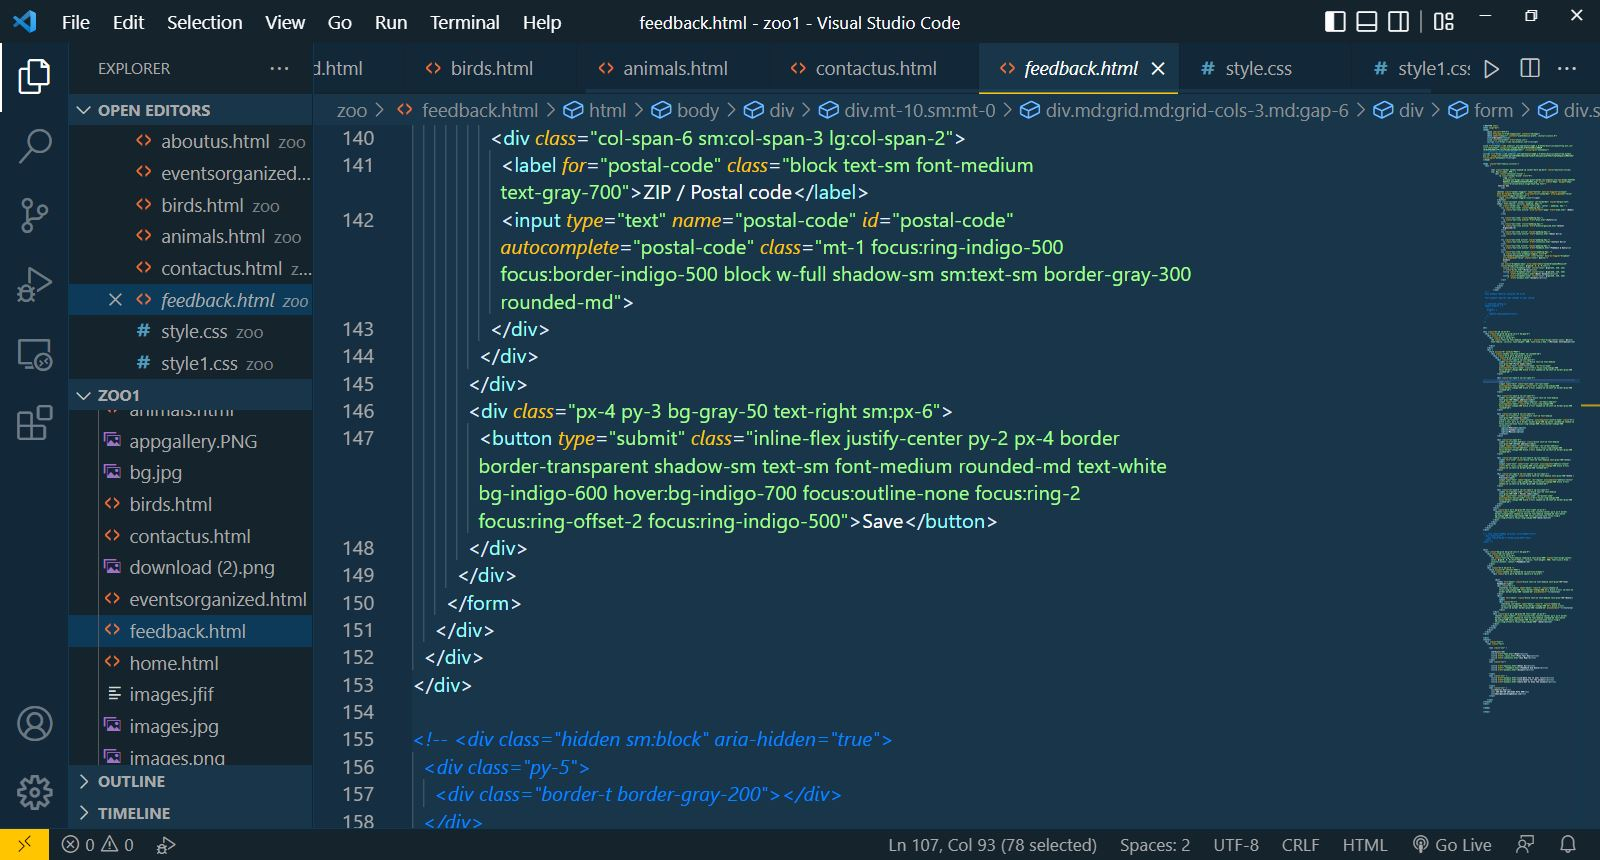 File Edit Selection View Go Run Terminal Help
feedback.html - zoo1 - Visual Studio Code
EXPLORER
d.html
birds.html
animals.html
contactus.html
feedback.html
style.css
style1.css
OPEN EDITORS
zoo > feedback.html > html > body > div > div.mt-10.sm:mt-0 > div.md:grid.md:grid-cols-3.md:gap-6 > div > form > div.s
aboutus.html zoo
eventsorganized...
birds.html zoo
animals.html zoo
contactus.html z...
feedback.html zoo
style.css zoo
style1.css zoo
ZOO1
animals.html
appgallery.PNG
bg.jpg
birds.html
contactus.html
download (2).png
eventsorganized.html
feedback.html
home.html
images.jfif
images.jpg
images.png
OUTLINE
TIMELINE
140 <div class="col-span-6 sm:col-span-3 lg:col-span-2">
141 <label for="postal-code" class="block text-sm font-medium
text-gray-700">ZIP / Postal code</label>
142 <input type="text" name="postal-code" id="postal-code"
autocomplete="postal-code" class="mt-1 focus:ring-indigo-500
focus:border-indigo-500 block w-full shadow-sm sm:text-sm border-gray-300
rounded-md">
143 </div>
144 </div>
145 </div>
146 <div class="px-4 py-3 bg-gray-50 text-right sm:px-6">
147 <button type="submit" class="inline-flex justify-center py-2 px-4 border
border-transparent shadow-sm text-sm font-medium rounded-md text-white
bg-indigo-600 hover:bg-indigo-700 focus:outline-none focus:ring-2
focus:ring-offset-2 focus:ring-indigo-500">Save</button>
148 </div>
149 </div>
150 </form>
151 </div>
152 </div>
153 </div>
154
155 <!-- <div class="hidden sm:block" aria-hidden="true">
156 <div class="py-5">
157 <div class="border-t border-gray-200"></div>
158 </div>
0 0
Ln 107, Col 93 (78 selected) Spaces: 2 UTF-8 CRLF HTML Go Live